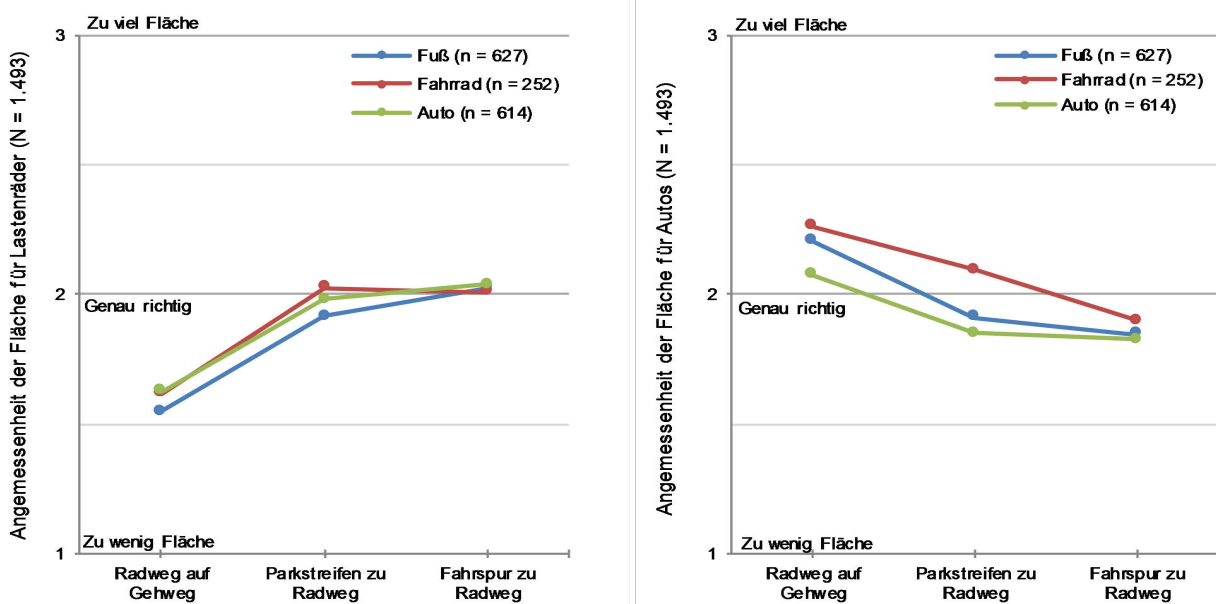 Angemessenheit der Fläche für Lastenräder (N = 1.493)
Zu viel Fläche
3
Fuß (n = 627)
Fahrrad (n = 252)
Auto (n = 614)
2
Genau richtig
Zu wenig Fläche
1
Radweg auf
Gehweg
Parkstreifen zu
Radweg
Fahrspur zu
Radweg
Angemessenheit der Fläche für Autos (N = 1.493)
Zu viel Fläche
3
Fuß (n = 627)
Fahrrad (n = 252)
Auto (n = 614)
2
Genau richtig
Zu wenig Fläche
1
Radweg auf
Gehweg
Parkstreifen zu
Radweg
Fahrspur zu
Radweg